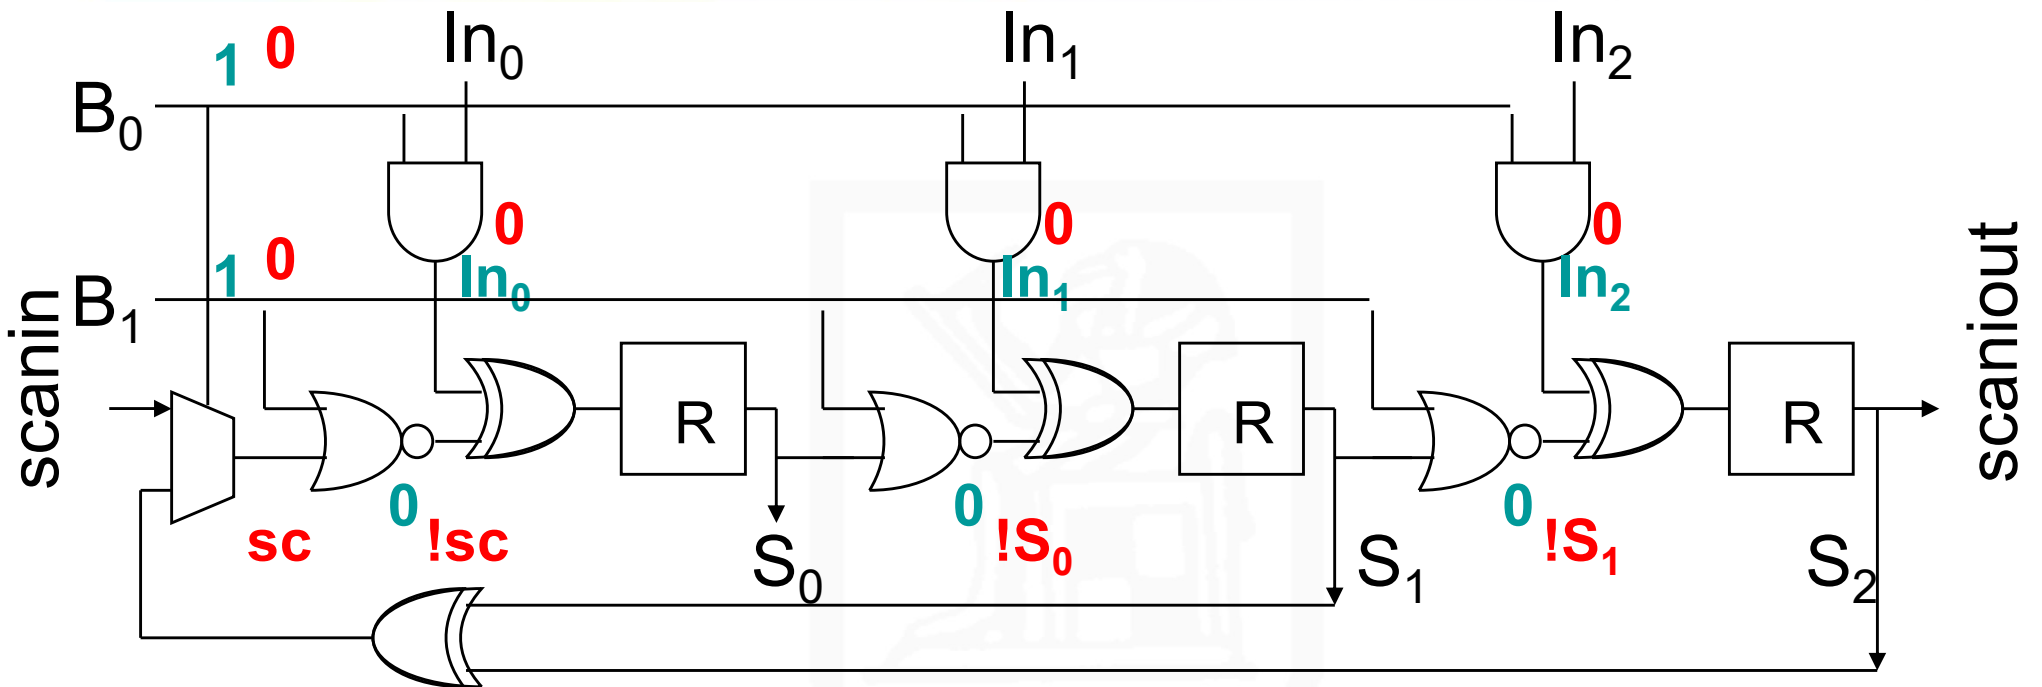 1 0 In0 In1 In2
B0
0 0 0
1 0 In0 In1 In2
B1
scanin
R R R
scaniout
0 0 0
sc !sc !S0 !S1
S0 S1 S2